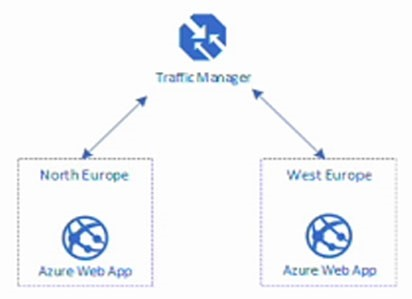 Traffic Manager
North Europe
West Europe
Azure Web App
Azure Web App